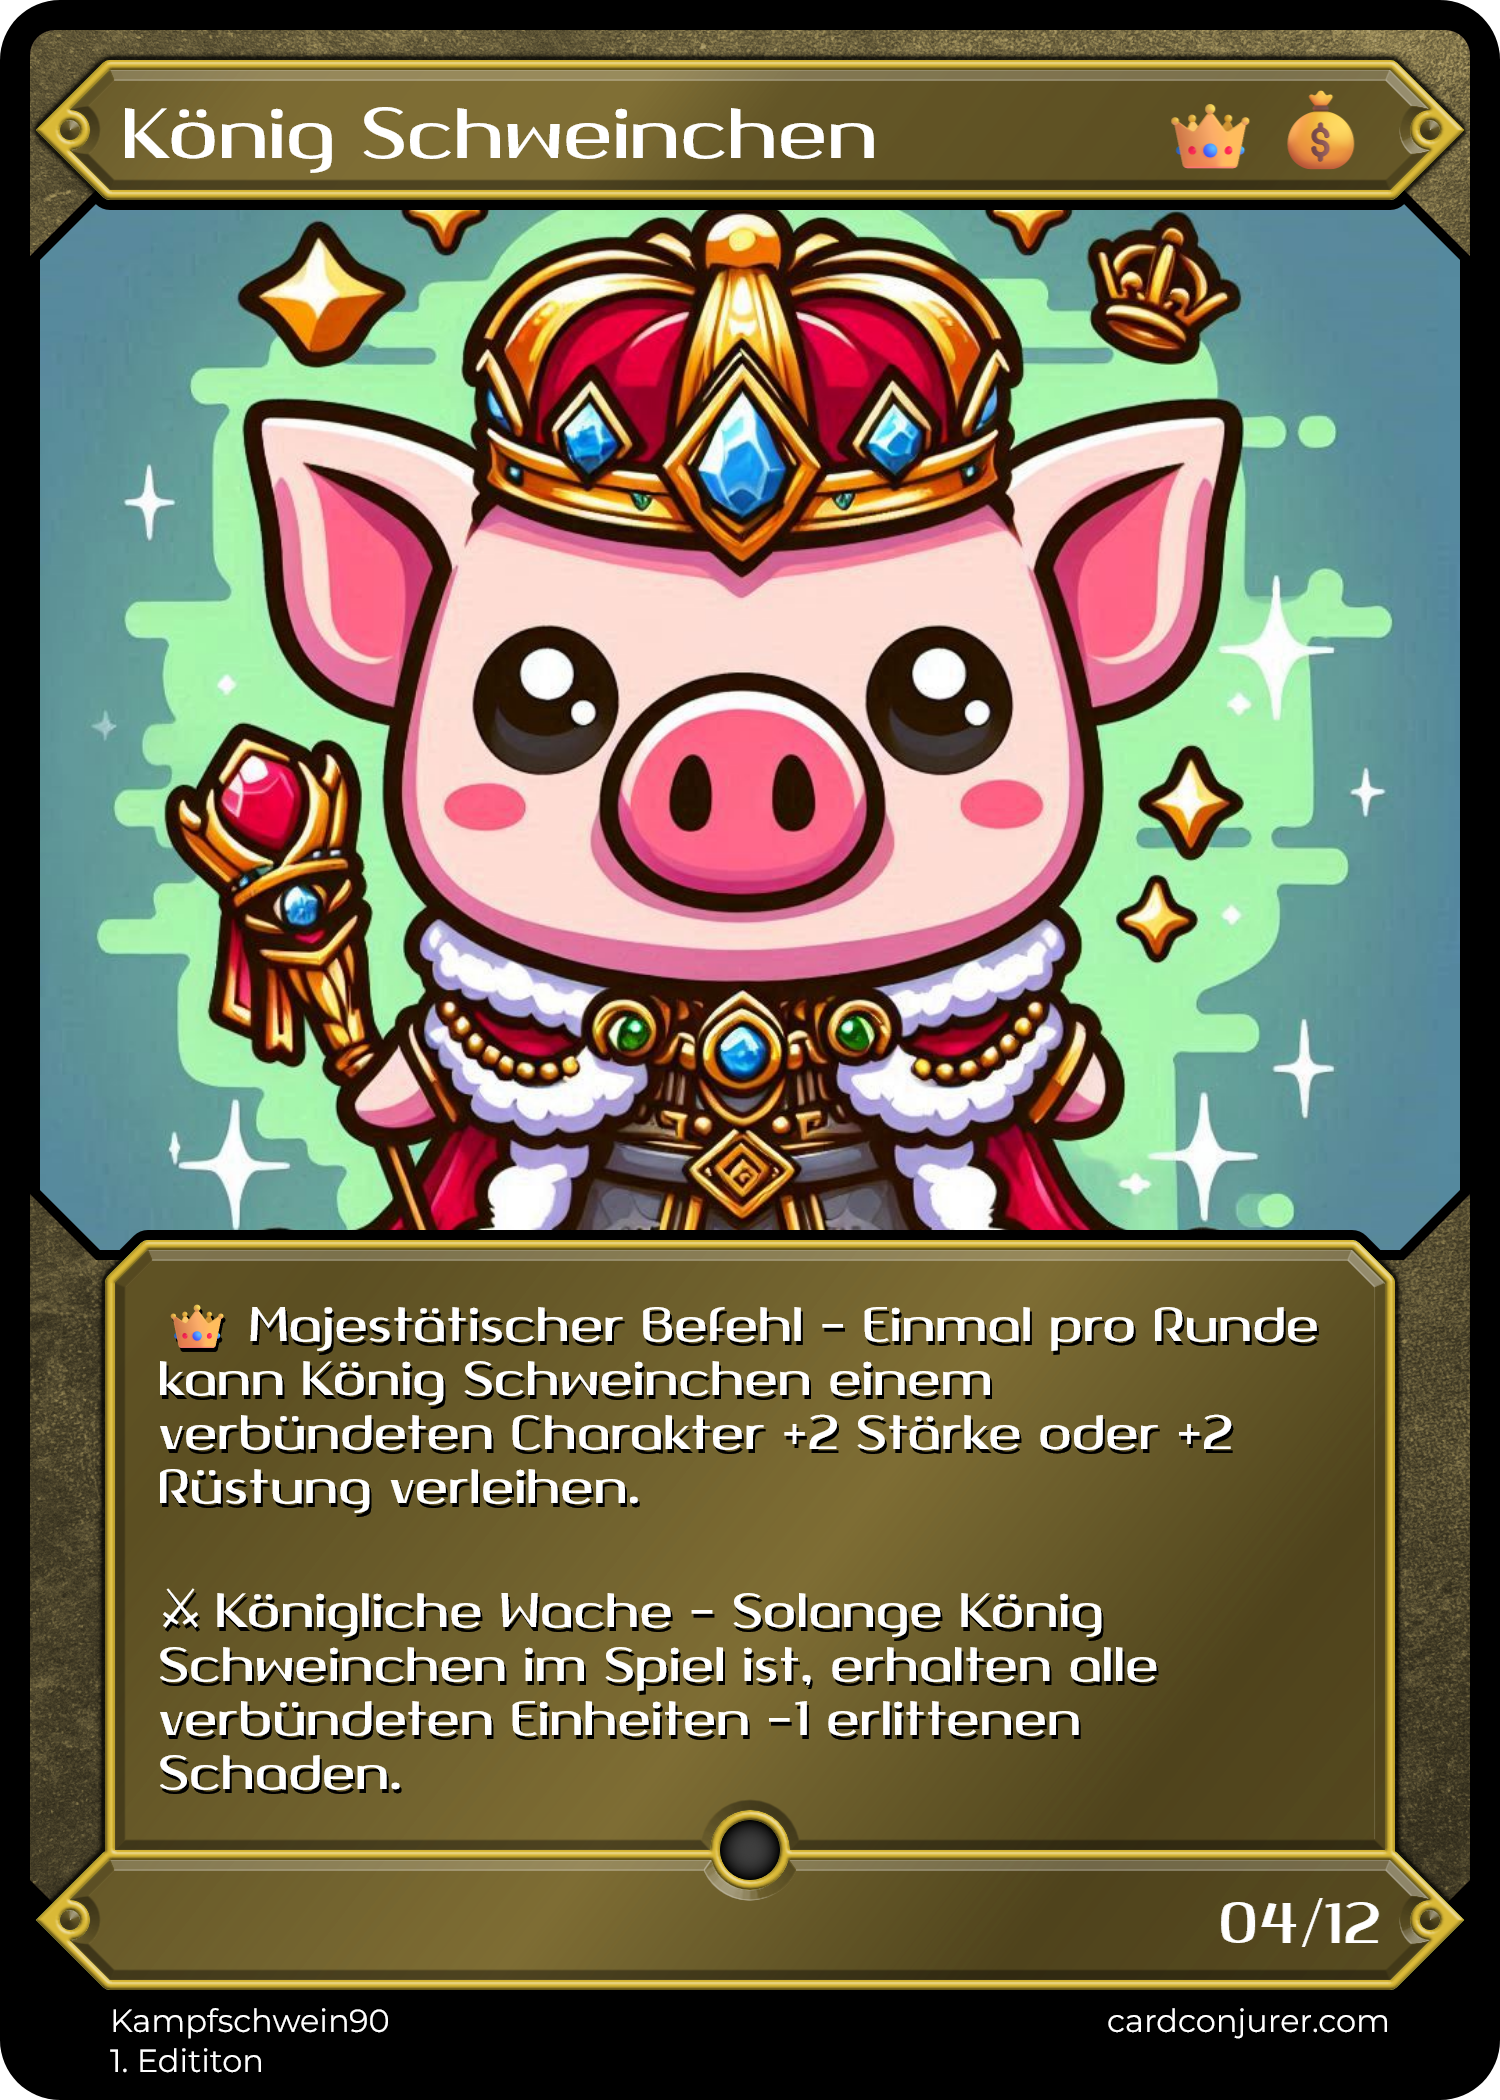 König Schweinchen
Majestätischer Befehl - Einmal pro Runde
kann König Schweinchen einem
verbündeten Charakter +2 Stärke oder +2
Rüstung verleihen.
⚔ Königliche Wache - Solange König
Schweinchen im Spiel ist, erhalten alle
verbündeten Einheiten -1 erlittenen
Schaden.
04/12
Kampfschwein90
cardconjurer.com
1. Edititon